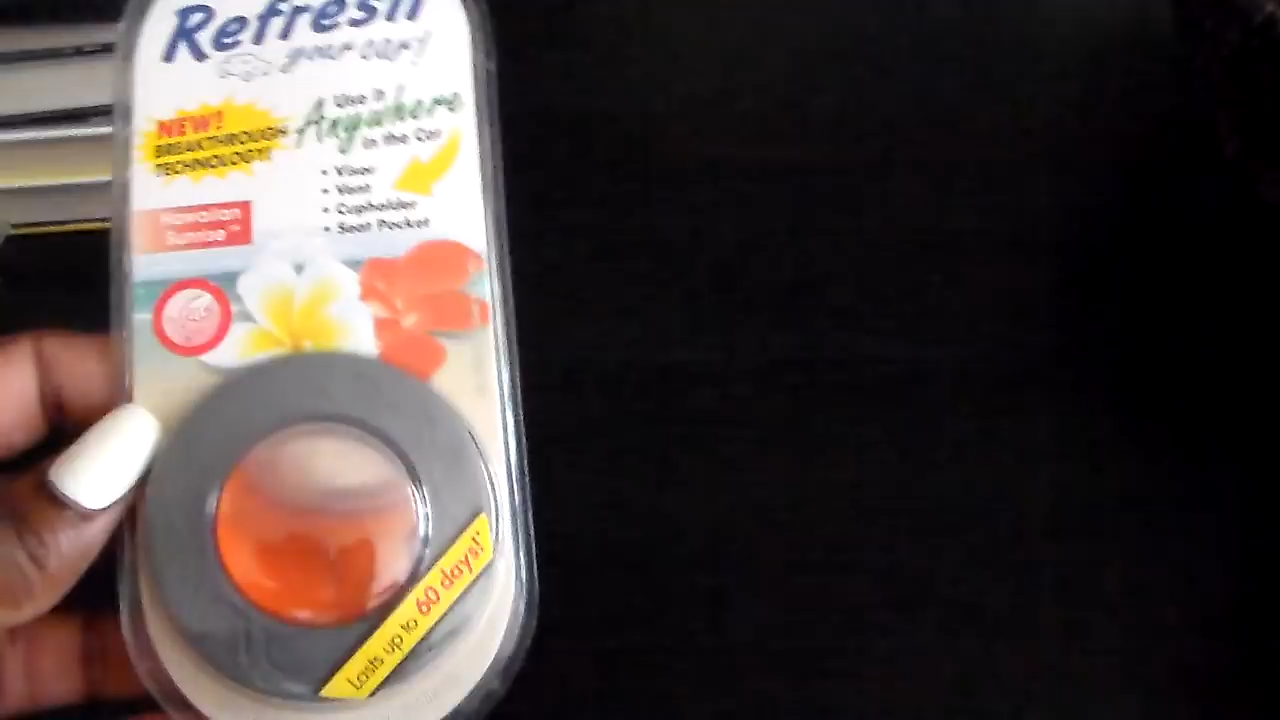 Refresh
your car!
Use it
Anywhere
in the Car
NEW!
BREAKTHROUGH
TECHNOLOGY!
• Visor
• Vent
• Cupholder
• Seat Pocket
Hawaiian
Sunrise™
Lasts up to 60 days!*